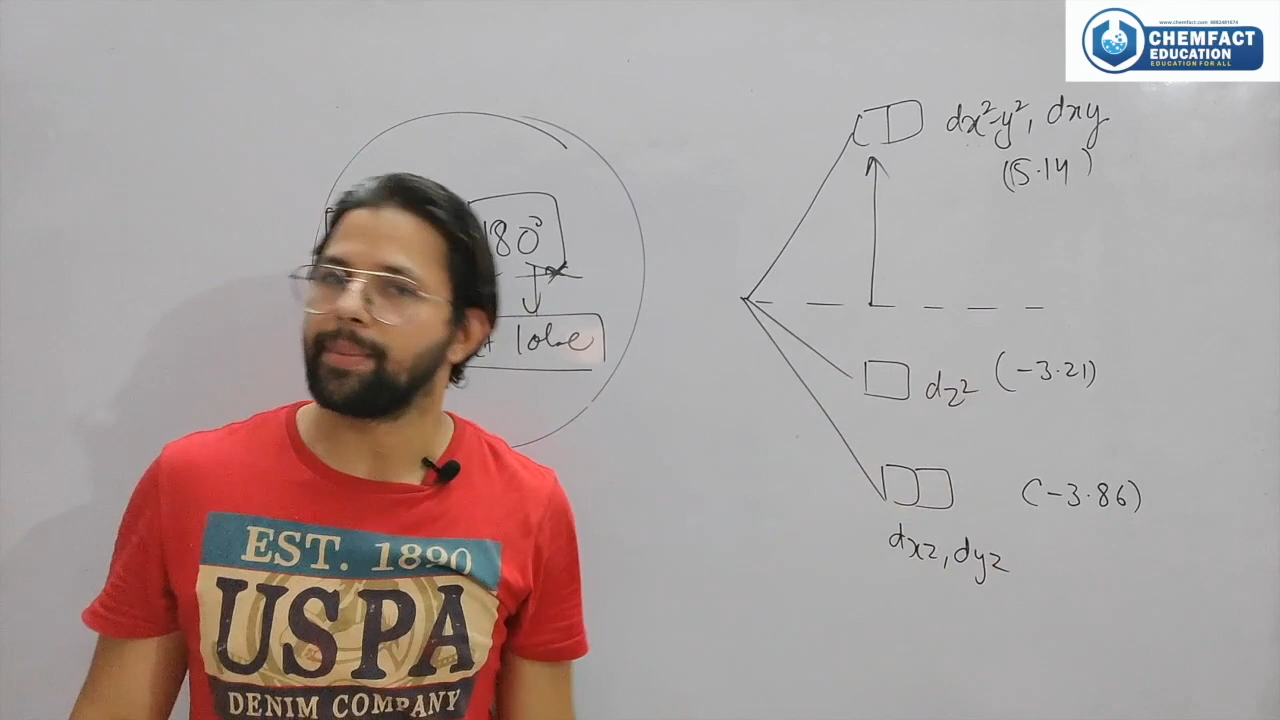 www.chemfact.com 8882481674
CHEMFACT
EDUCATION
EDUCATION FOR ALL
180°
lobe
dx²-y², dxy
(5.14)
dz² (-3.21)
(-3.86)
dxz, dyz
EST. 1890
USPA
DENIM COMPANY